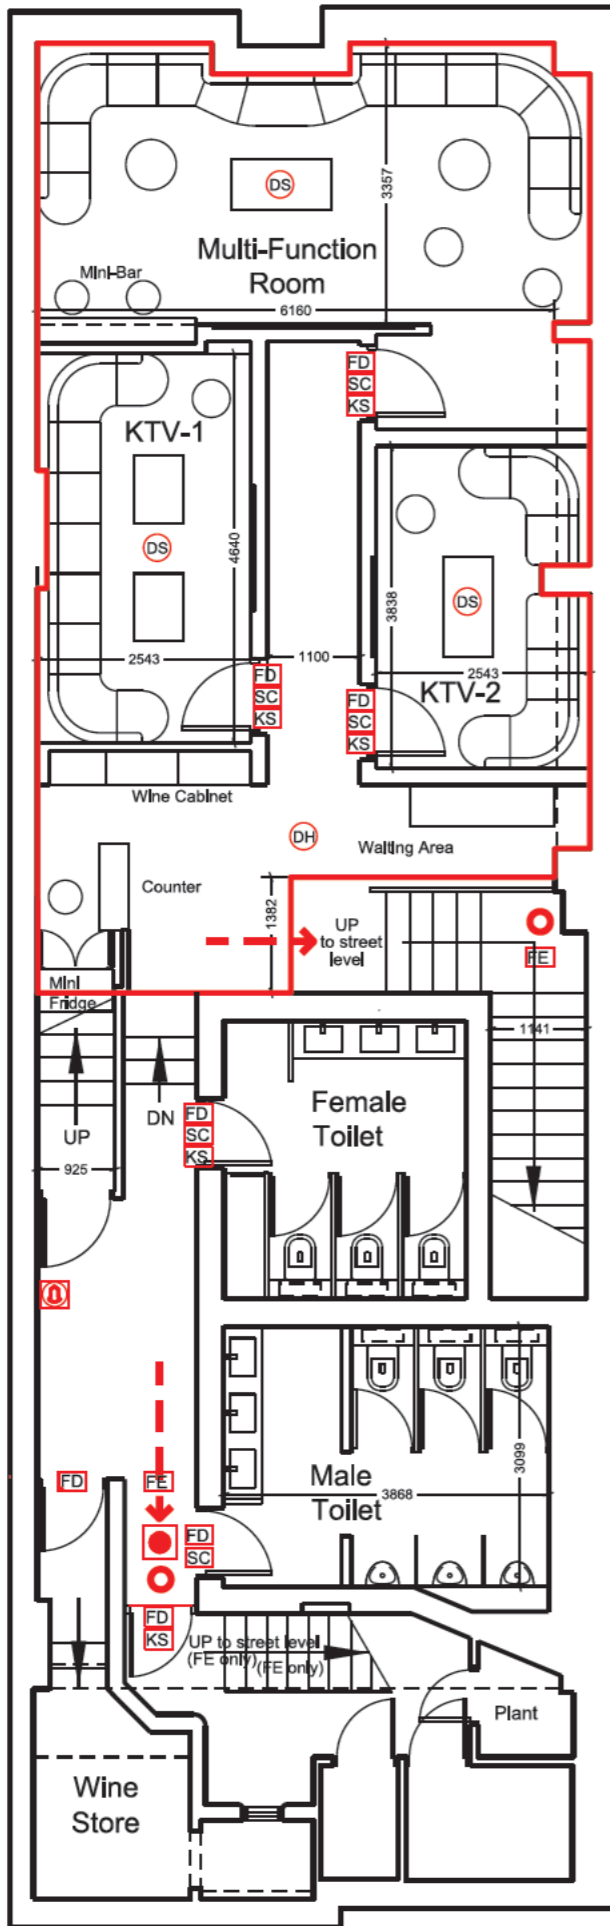 DS
3357
Multi-Function
Room
Mini-Bar
6160
FD
SC
KS
KTV-1
DS
4640
3838
DS
2543
1100
2543
FD
SC
KS
FD
SC
KS
KTV-2
Wine Cabinet
DH
Waiting Area
Counter
1382
UP
to street
level
FE
Mini
Fridge
1141
UP
DN
FD
SC
KS
Female
Toilet
925
FD
FE
Male
Toilet
3868
3099
FD
SC
FD
KS
UP to street level
(FE only)
(FE only)
Plant
Wine
Store